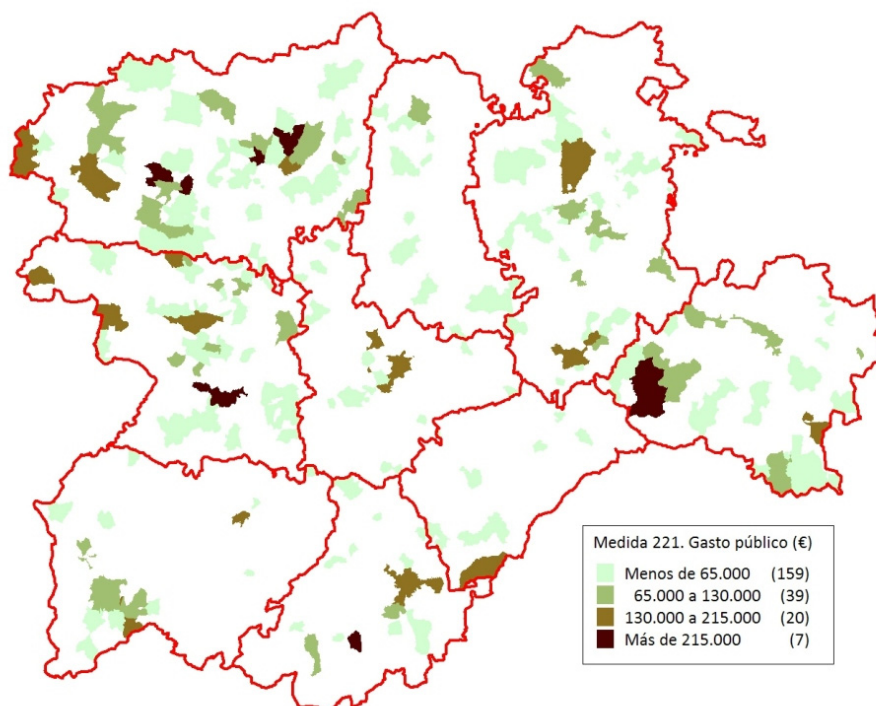 Medida 221. Gasto público (€)
Menos de 65.000 (159)
65.000 a 130.000 (39)
130.000 a 215.000 (20)
Más de 215.000 (7)